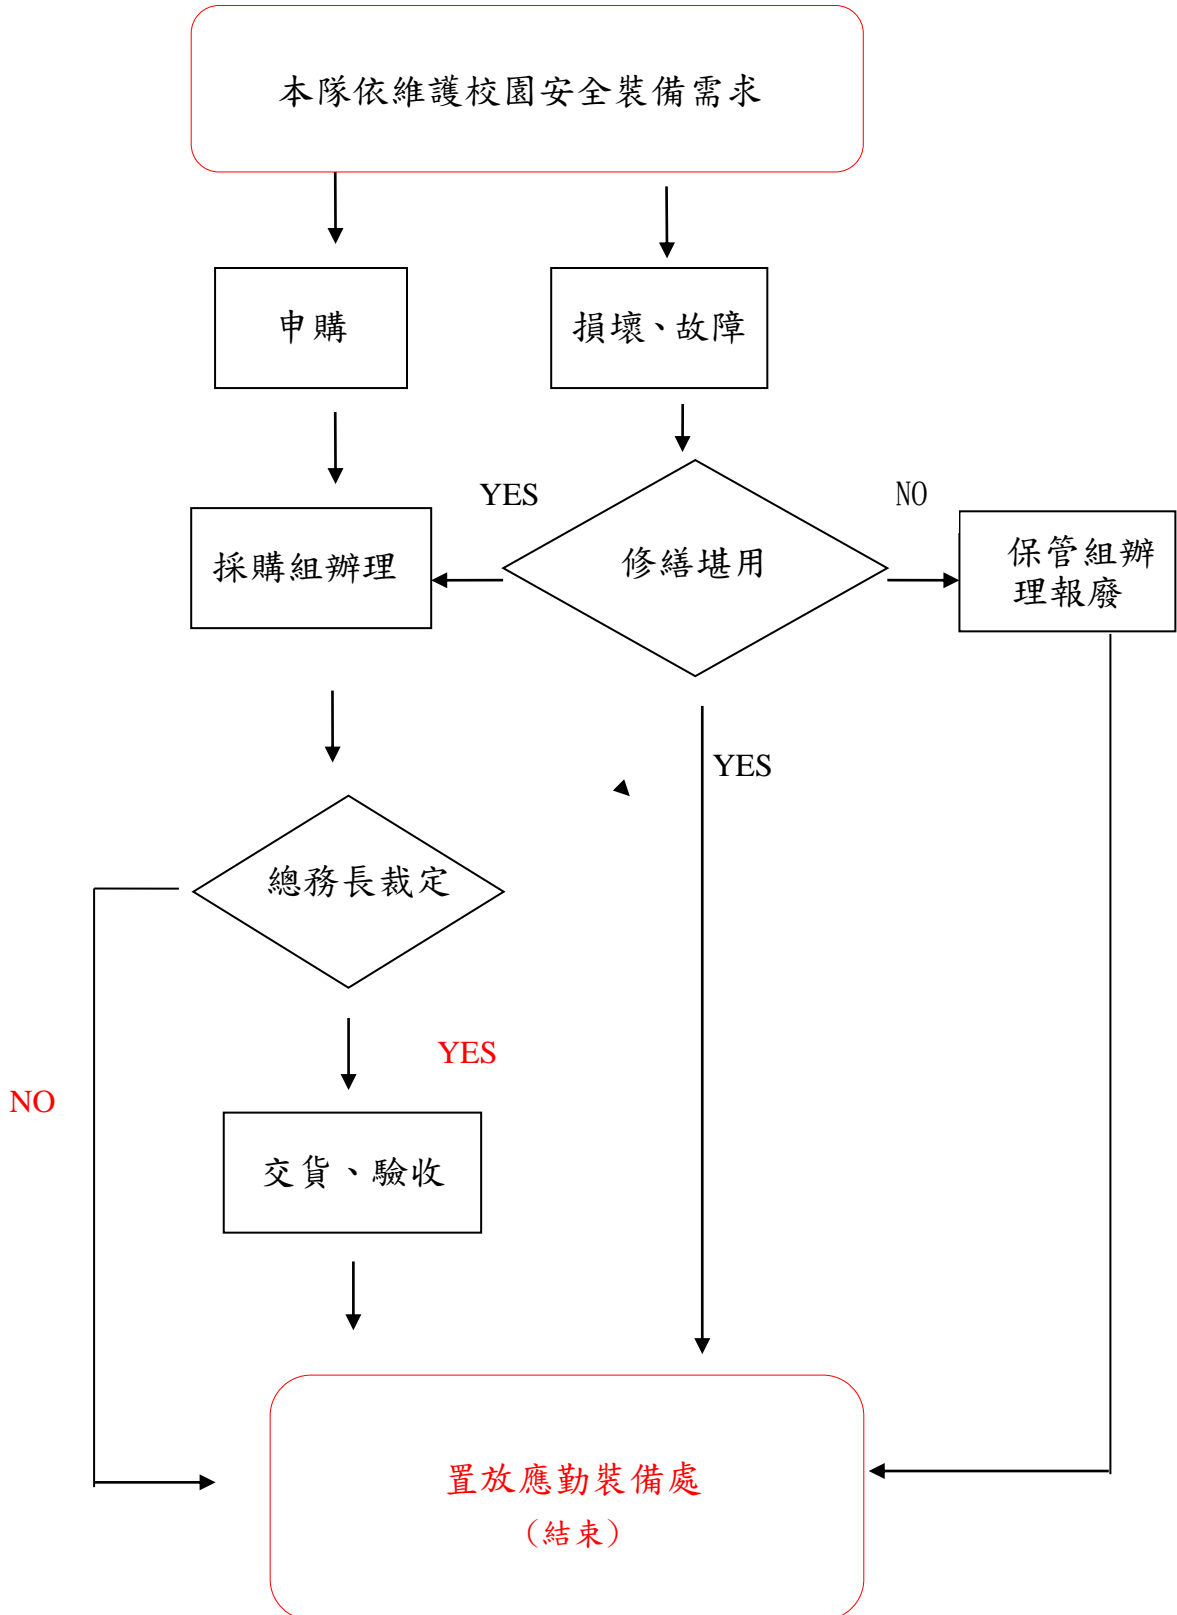 本隊依維護校園安全裝備需求
申購
損壞、故障
YES
NO
採購組辦理
修繕堪用
保管組辦
理報廢
YES
總務長裁定
YES
NO
交貨、驗收
置放應勤裝備處
(結束)